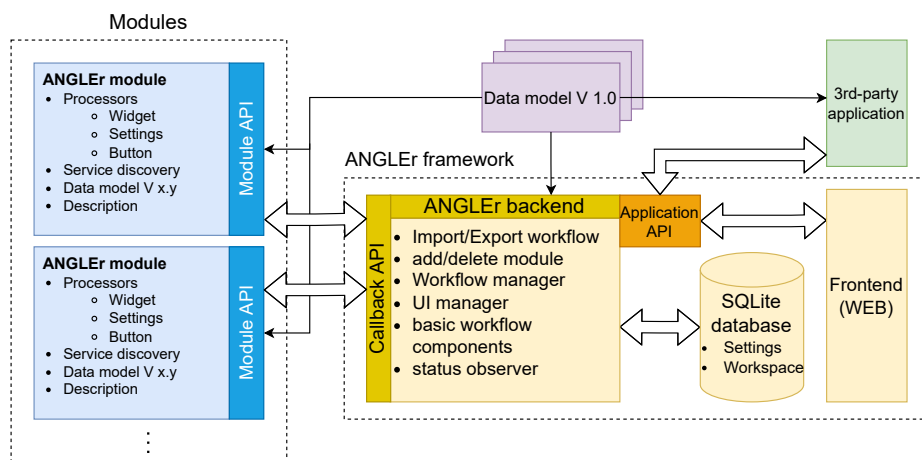 Modules
ANGLEr module
• Processors
○ Widget
○ Settings
○ Button
• Service discovery
• Data model V x.y
• Description
Module API
ANGLEr module
• Processors
○ Widget
○ Settings
○ Button
• Service discovery
• Data model V x.y
• Description
Module API
⋮
Data model V 1.0
3rd-party
application
ANGLEr framework
Callback API
ANGLEr backend
• Import/Export workflow
• add/delete module
• Workflow manager
• UI manager
• basic workflow
components
• status observer
Application
API
SQLite
database
• Settings
• Workspace
Frontend
(WEB)